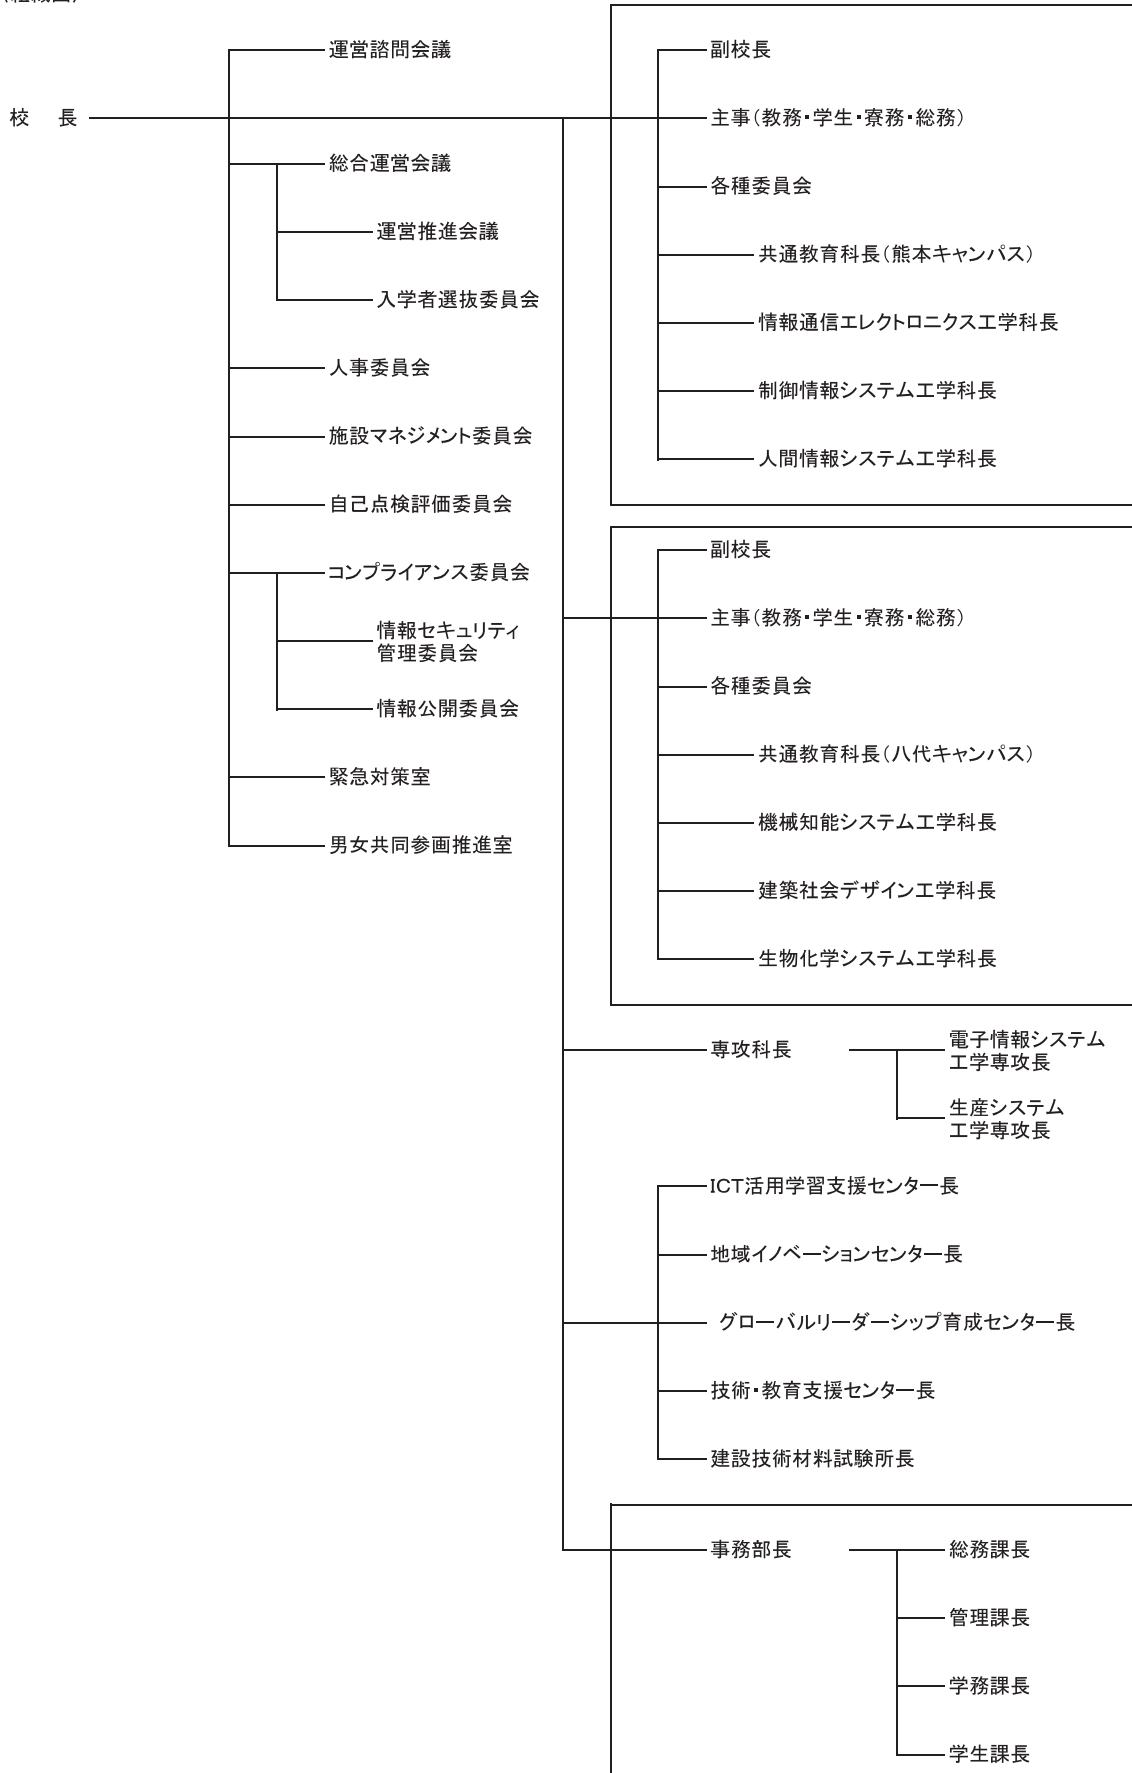 校　長
運営諮問会議
総合運営会議
運営推進会議
入学者選抜委員会
人事委員会
施設マネジメント委員会
自己点検評価委員会
コンプライアンス委員会
情報セキュリティ
管理委員会
情報公開委員会
緊急対策室
男女共同参画推進室
副校長
主事（教務・学生・寮務・総務）
各種委員会
共通教育科長（熊本キャンパス）
情報通信エレクトロニクス工学科長
制御情報システム工学科長
人間情報システム工学科長
副校長
主事（教務・学生・寮務・総務）
各種委員会
共通教育科長（八代キャンパス）
機械知能システム工学科長
建築社会デザイン工学科長
生物化学システム工学科長
専攻科長
電子情報システム
工学専攻長
生産システム
工学専攻長
ICT活用学習支援センター長
地域イノベーションセンター長
グローバルリーダーシップ育成センター長
技術・教育支援センター長
建設技術材料試験所長
事務部長
総務課長
管理課長
学務課長
学生課長